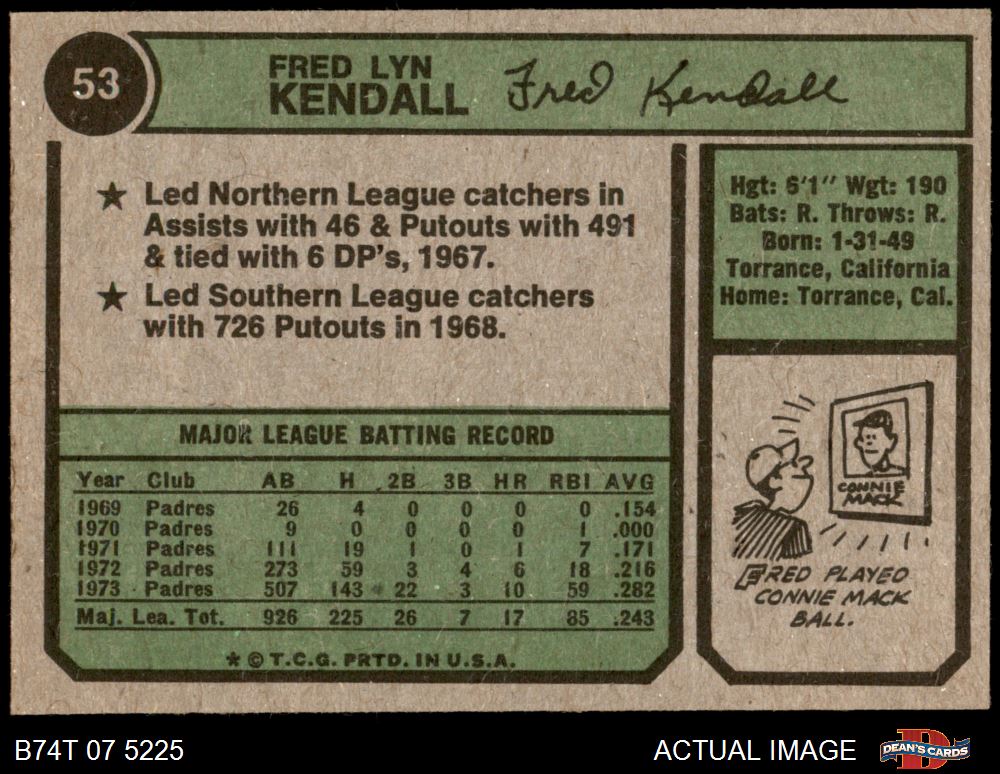 53
FRED LYN
KENDALL
Fred Kendall
★ Led Northern League catchers in
Assists with 46 & Putouts with 491
& tied with 6 DP's, 1967.
★ Led Southern League catchers
with 726 Putouts in 1968.
Hgt: 6'1" Wgt: 190
Bats: R. Throws: R.
Born: 1-31-49
Torrance, California
Home: Torrance, Cal.
MAJOR LEAGUE BATTING RECORD
Year Club AB H 2B 3B HR RBI AVG
1969 Padres 26 4 0 0 0 0 .154
1970 Padres 9 0 0 0 0 1 .000
1971 Padres 111 19 1 0 1 7 .171
1972 Padres 273 59 3 4 6 18 .216
1973 Padres 507 143 22 3 10 59 .282
Maj. Lea. Tot. 926 225 26 7 17 85 .243
* © T.C.G. PRTD. IN U.S.A.
CONNIE
MACK
FRED PLAYED
CONNIE MACK
BALL.
B74T 07 5225
ACTUAL IMAGE
DEAN'S CARDS